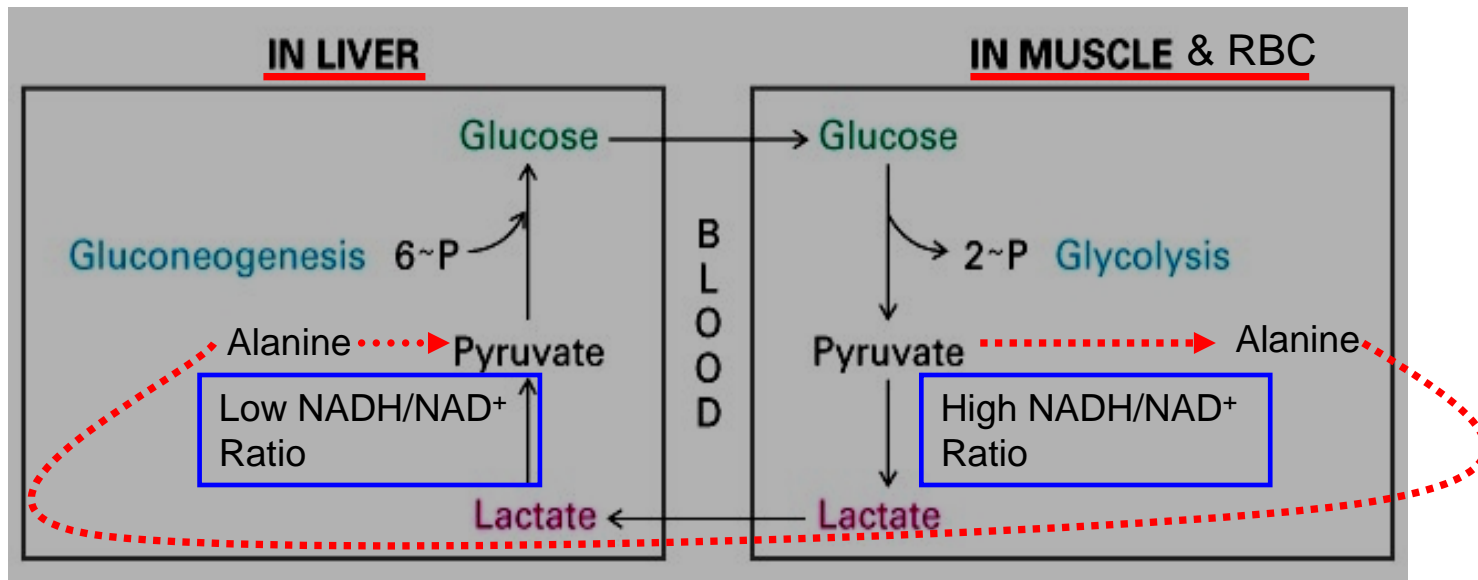 IN LIVER
IN MUSCLE & RBC
Glucose
Glucose
Gluconeogenesis 6~P
B
L
O
O
D
2~P Glycolysis
Alanine
Pyruvate
Pyruvate
Alanine
Low NADH/NAD⁺
Ratio
High NADH/NAD⁺
Ratio
Lactate
Lactate